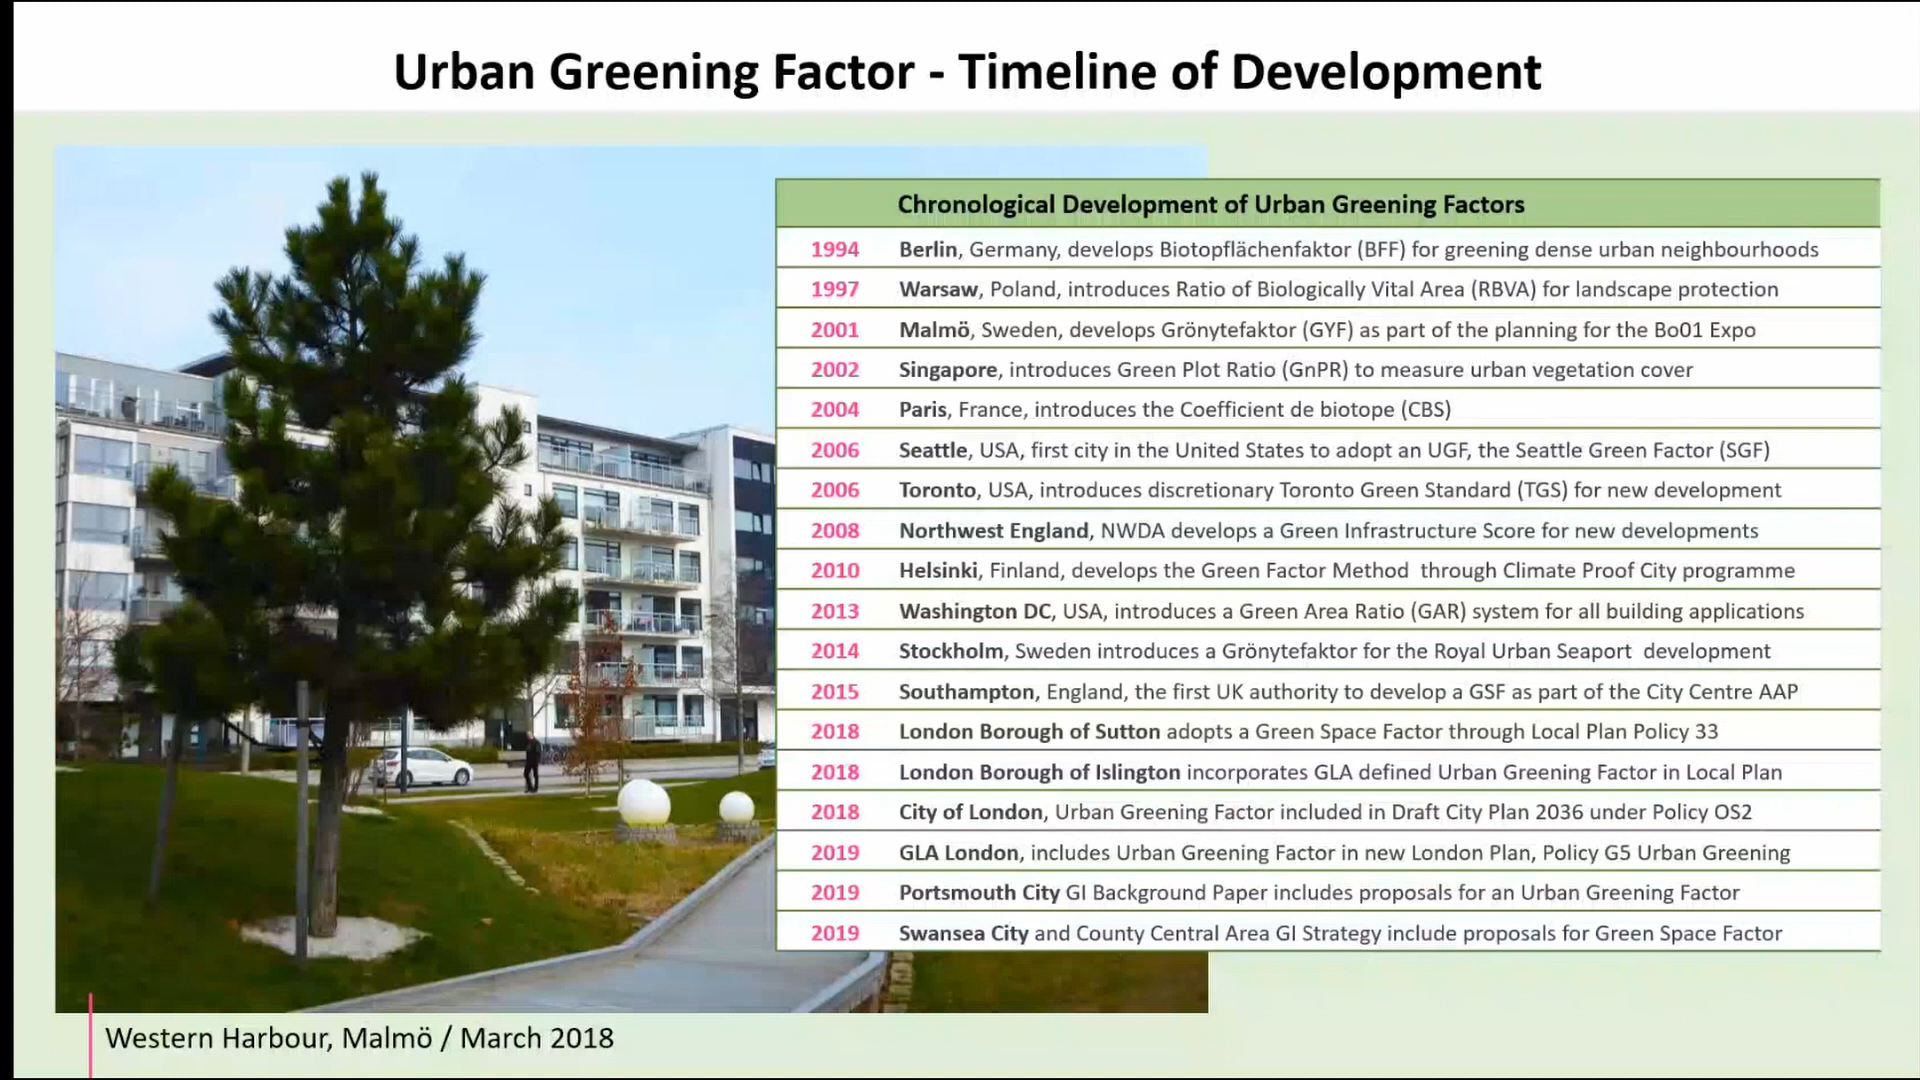 Urban Greening Factor - Timeline of Development
Chronological Development of Urban Greening Factors
1994 Berlin, Germany, develops Biotopflächenfaktor (BFF) for greening dense urban neighbourhoods
1997 Warsaw, Poland, introduces Ratio of Biologically Vital Area (RBVA) for landscape protection
2001 Malmö, Sweden, develops Grönytefaktor (GYF) as part of the planning for the Bo01 Expo
2002 Singapore, introduces Green Plot Ratio (GnPR) to measure urban vegetation cover
2004 Paris, France, introduces the Coefficient de biotope (CBS)
2006 Seattle, USA, first city in the United States to adopt an UGF, the Seattle Green Factor (SGF)
2006 Toronto, USA, introduces discretionary Toronto Green Standard (TGS) for new development
2008 Northwest England, NWDA develops a Green Infrastructure Score for new developments
2010 Helsinki, Finland, develops the Green Factor Method through Climate Proof City programme
2013 Washington DC, USA, introduces a Green Area Ratio (GAR) system for all building applications
2014 Stockholm, Sweden introduces a Grönytefaktor for the Royal Urban Seaport development
2015 Southampton, England, the first UK authority to develop a GSF as part of the City Centre AAP
2018 London Borough of Sutton adopts a Green Space Factor through Local Plan Policy 33
2018 London Borough of Islington incorporates GLA defined Urban Greening Factor in Local Plan
2018 City of London, Urban Greening Factor included in Draft City Plan 2036 under Policy OS2
2019 GLA London, includes Urban Greening Factor in new London Plan, Policy G5 Urban Greening
2019 Portsmouth City GI Background Paper includes proposals for an Urban Greening Factor
2019 Swansea City and County Central Area GI Strategy include proposals for Green Space Factor
Western Harbour, Malmö / March 2018